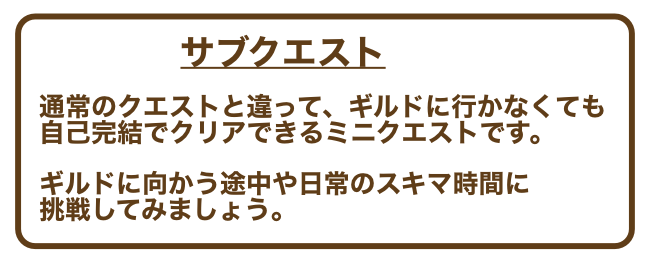 サブクエスト
通常のクエストと違って、ギルドに行かなくても
自己完結でクリアできるミニクエストです。
ギルドに向かう途中や日常のスキマ時間に
挑戦してみましょう。